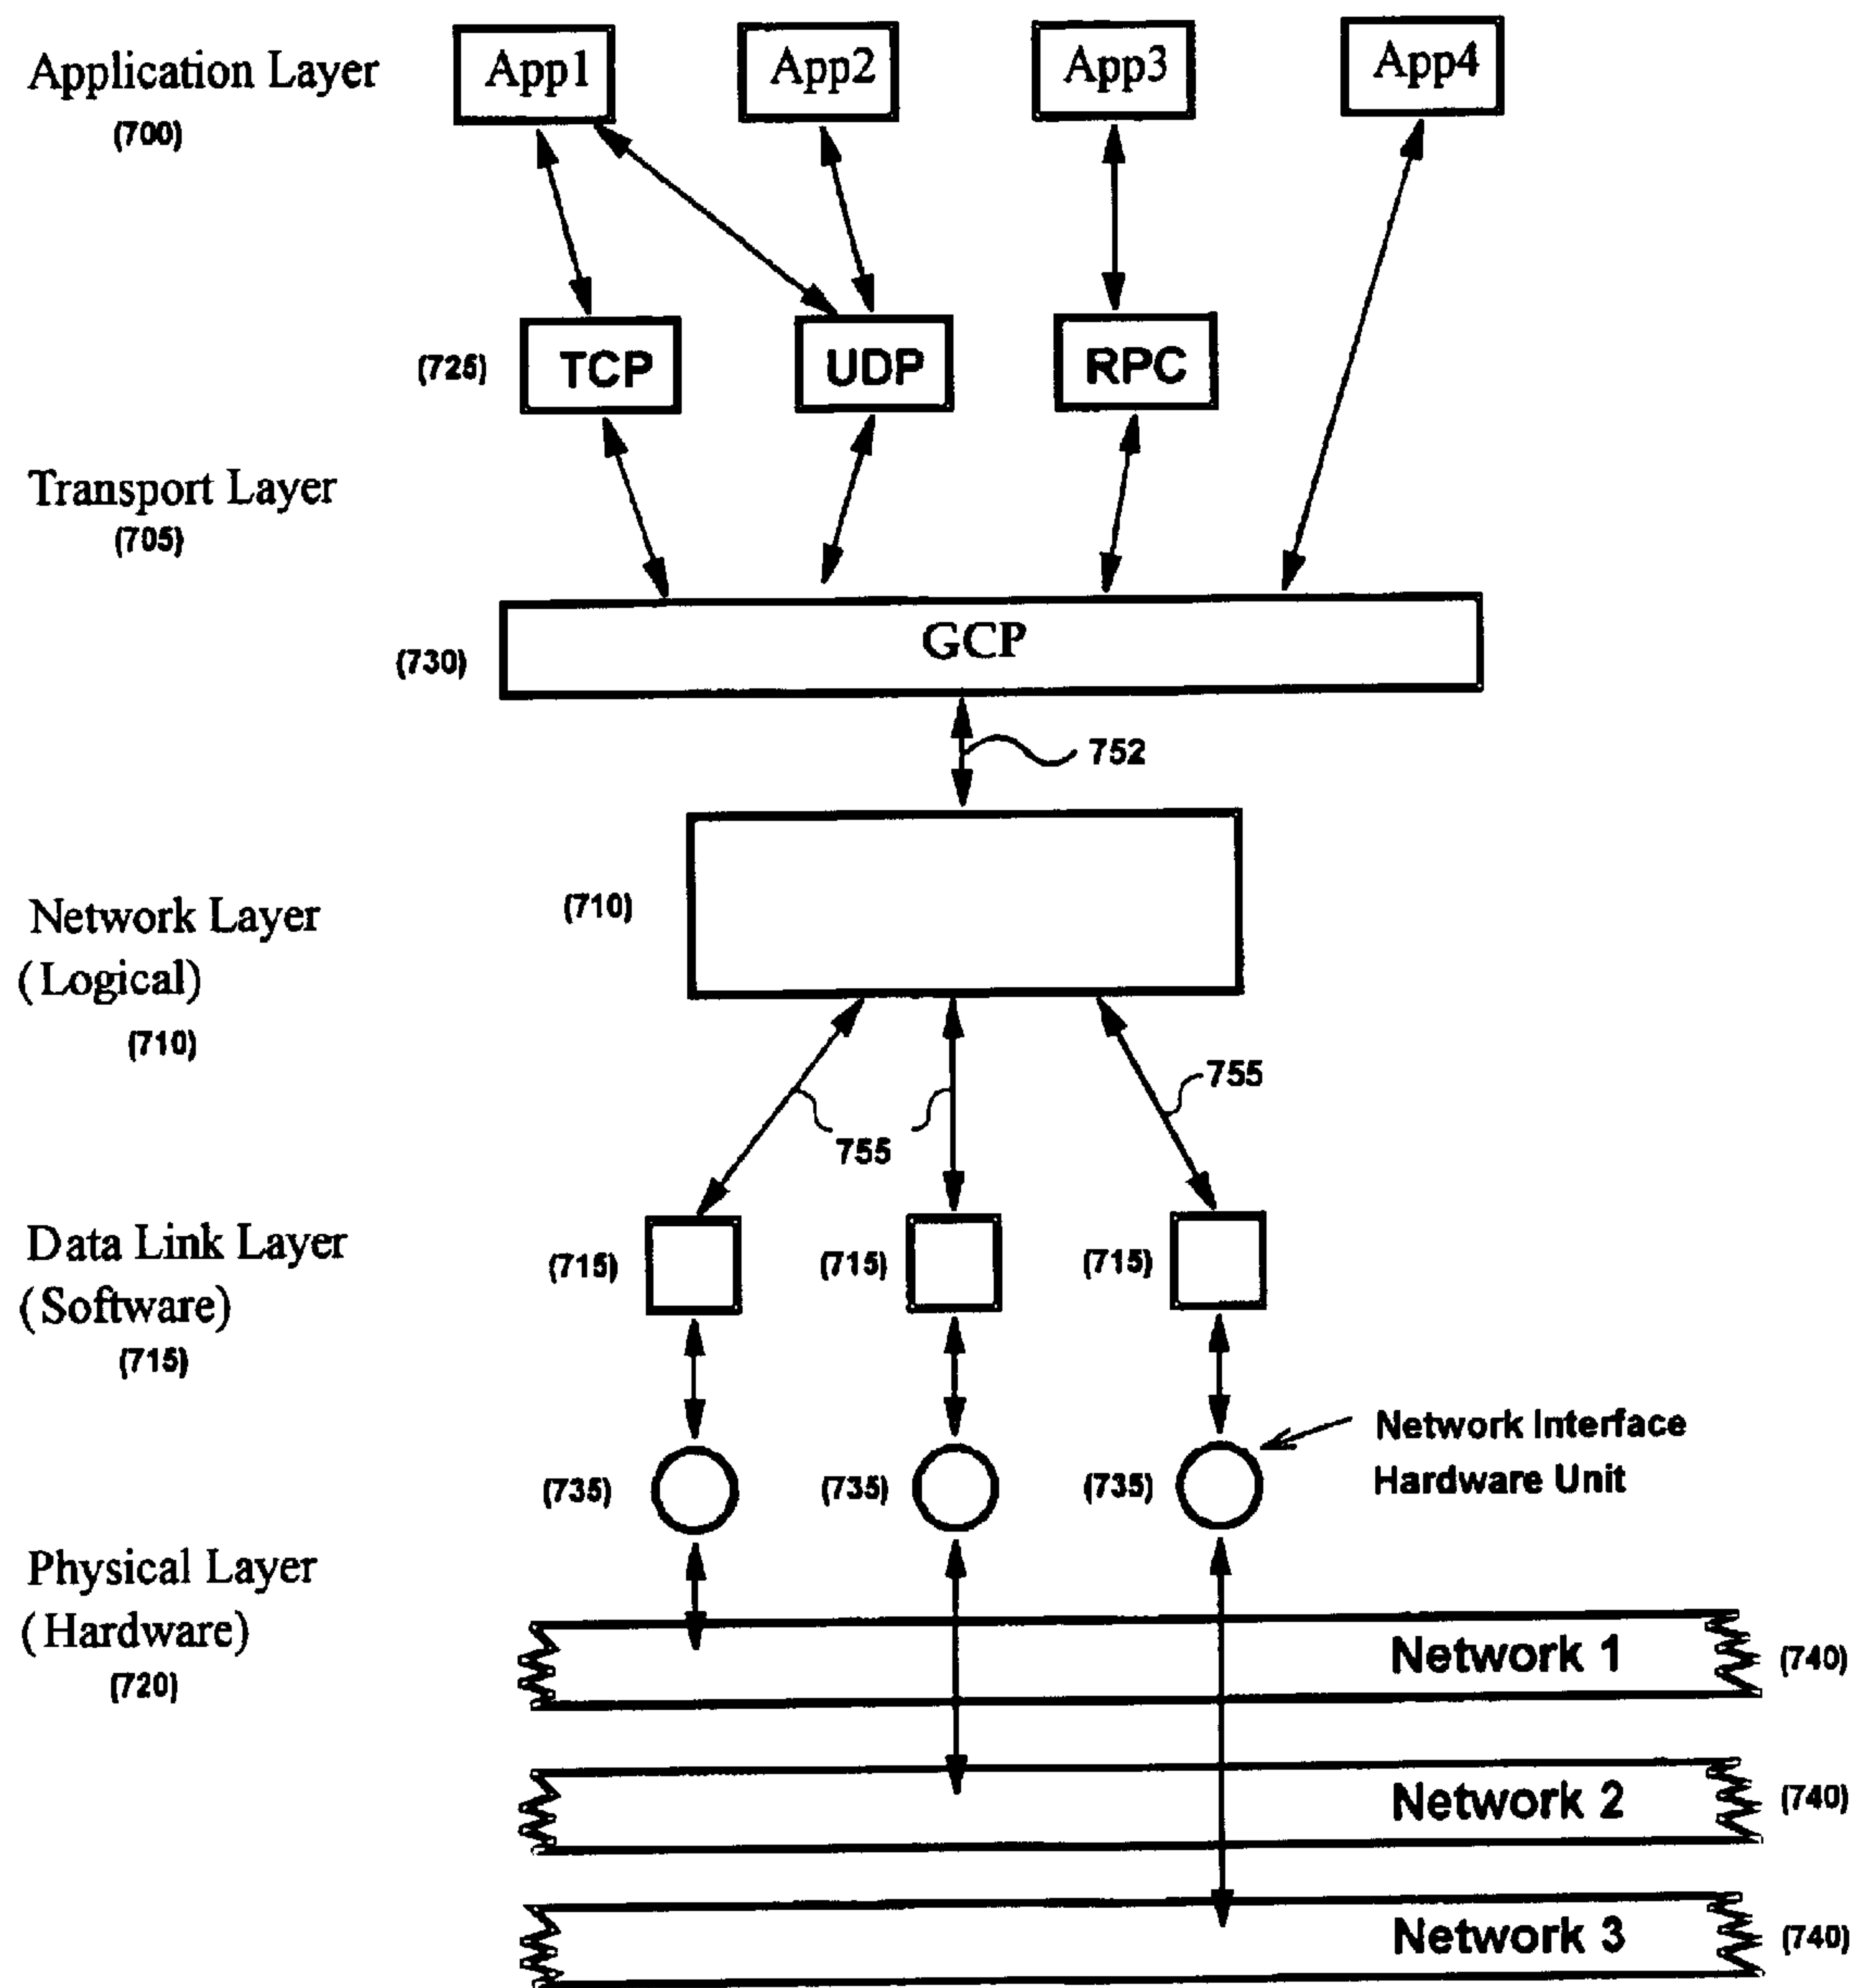 Application Layer
(700)
App1
App2
App3
App4
(725)
TCP
UDP
RPC
Transport Layer
(705)
GCP
(730)
752
Network Layer
(Logical)
(710)
(710)
755
755
Data Link Layer
(Software)
(715)
(715)
(715)
(715)
Network Interface
Hardware Unit
(735)
(735)
(735)
Physical Layer
(Hardware)
(720)
Network 1
(740)
Network 2
(740)
Network 3
(740)